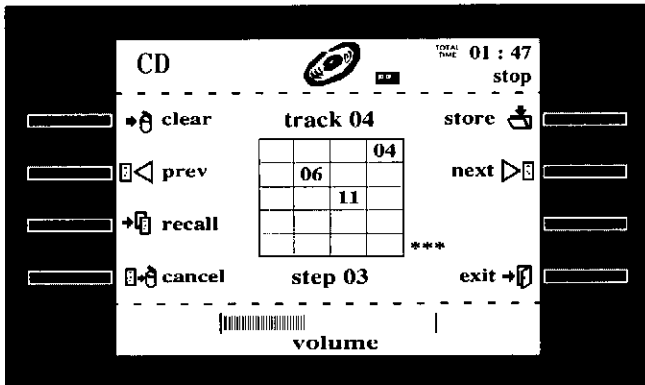 CD
TOTAL TIME 01 : 47
stop
clear
track 04
store
04
prev
06
next
11
recall
***
cancel
step 03
exit
volume